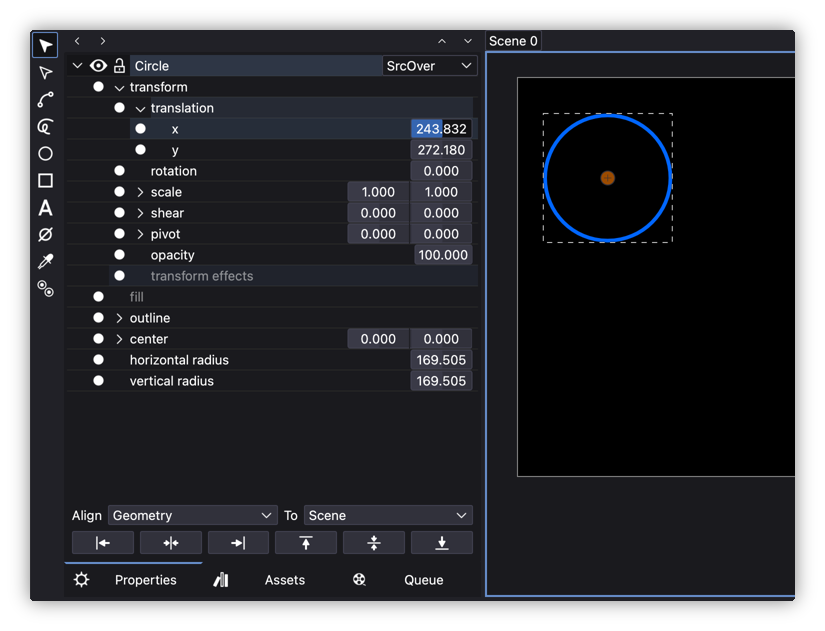 Scene 0
Circle SrcOver
transform
translation
x 243.832
y 272.180
rotation 0.000
scale 1.000 1.000
shear 0.000 0.000
pivot 0.000 0.000
opacity 100.000
transform effects
fill
outline
center 0.000 0.000
horizontal radius 169.505
vertical radius 169.505
Align Geometry To Scene
Properties Assets Queue